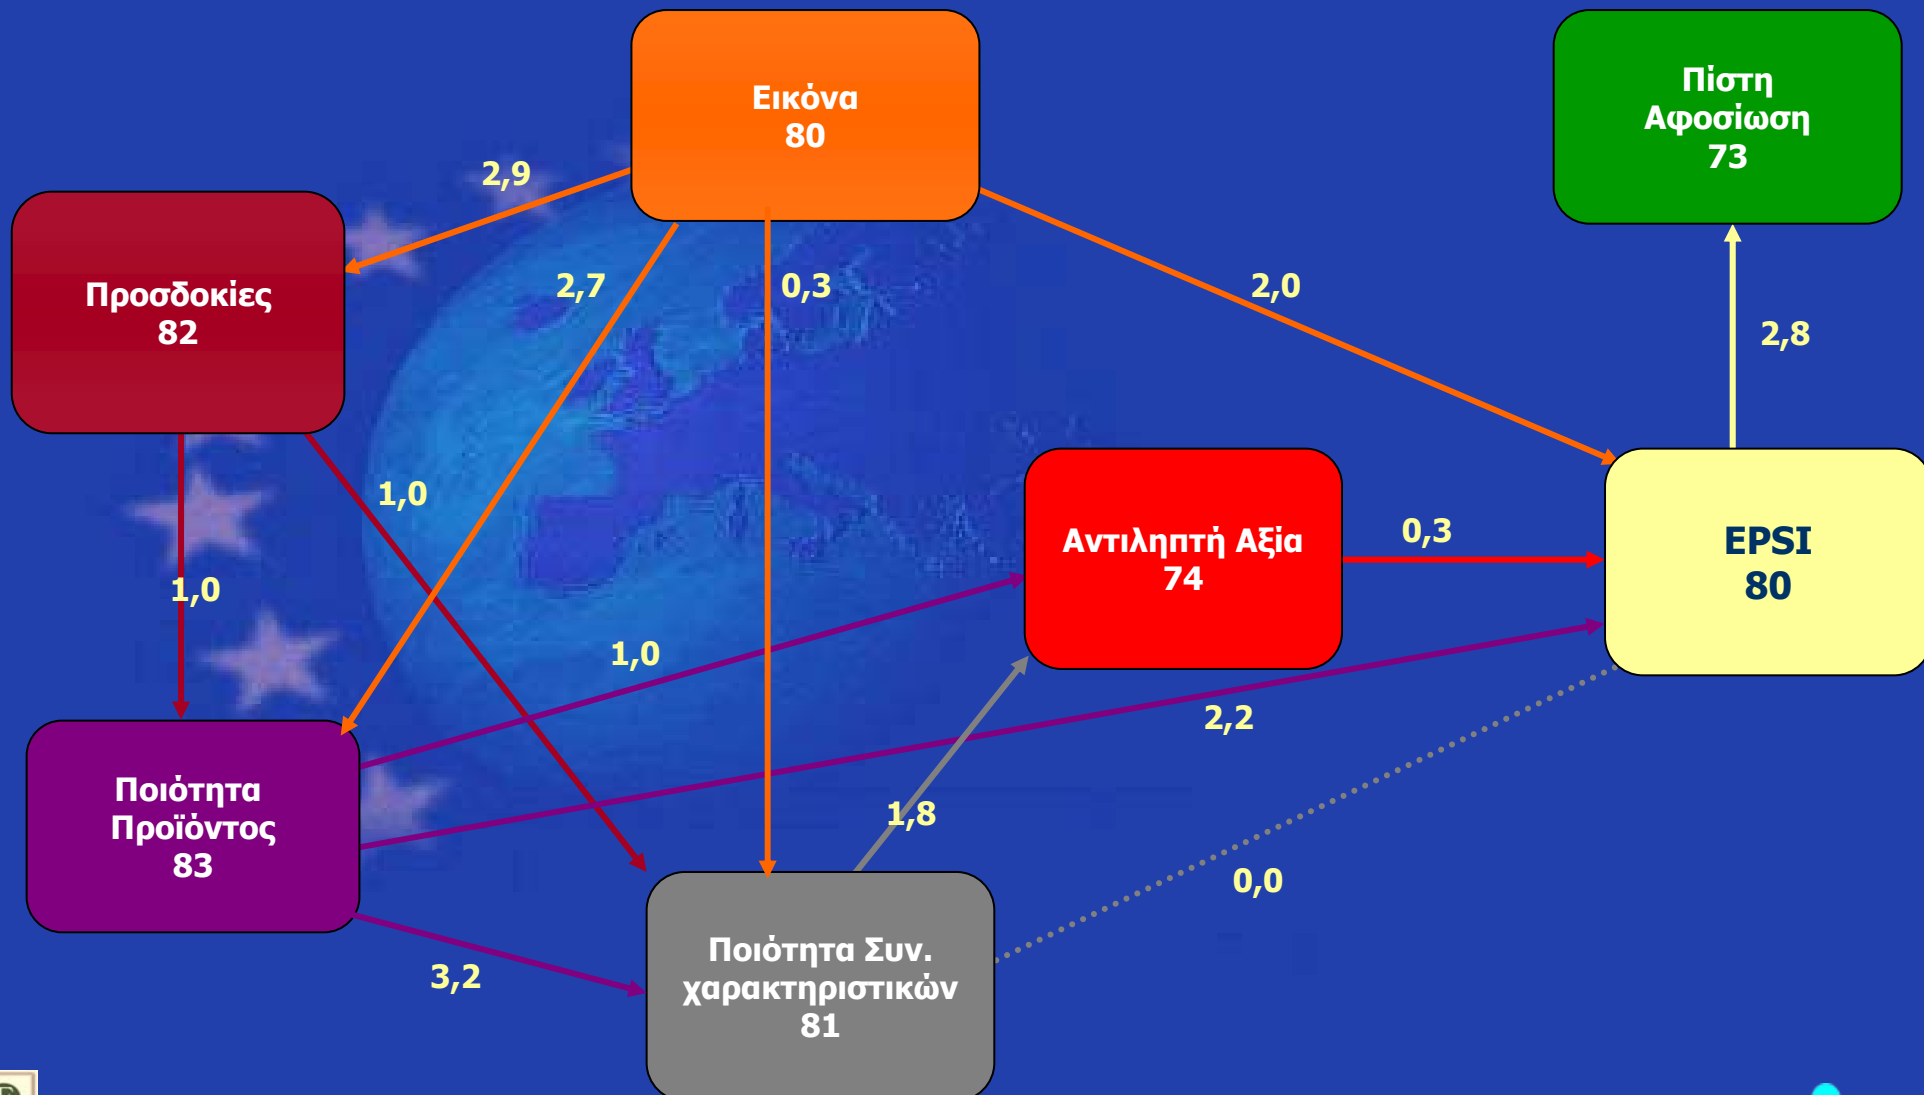 Εικόνα
80
Πίστη
Αφοσίωση
73
2,9
Προσδοκίες
82
2,7
0,3
2,0
2,8
1,0
Αντιληπτή Αξία
74
0,3
EPSI
80
1,0
1,0
2,2
Ποιότητα
Προϊόντος
83
1,8
0,0
3,2
Ποιότητα Συν.
χαρακτηριστικών
81